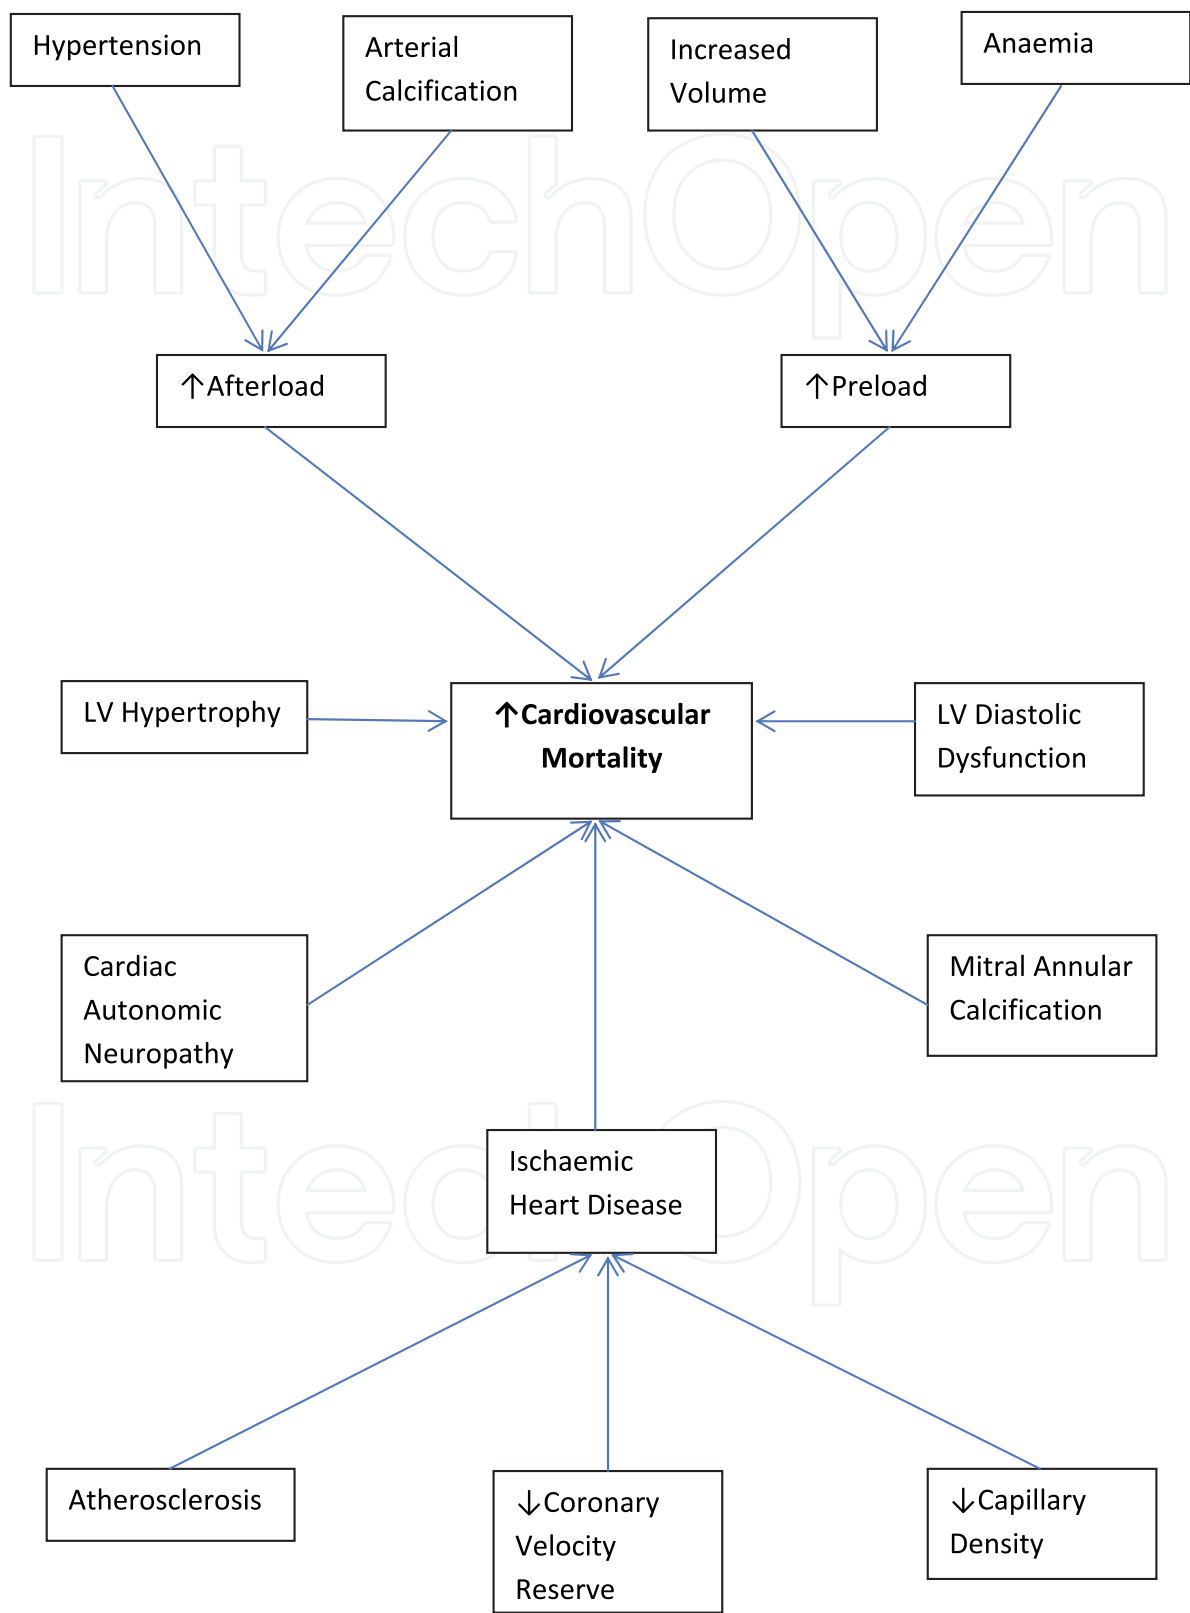 Hypertension
Arterial
Calcification
Increased
Volume
Anaemia
IntechOpen
↑Afterload
↑Preload
LV Hypertrophy
↑Cardiovascular
Mortality
LV Diastolic
Dysfunction
Cardiac
Autonomic
Neuropathy
Mitral Annular
Calcification
IntechOpen
Ischaemic
Heart Disease
Atherosclerosis
↓Coronary
Velocity
Reserve
↓Capillary
Density